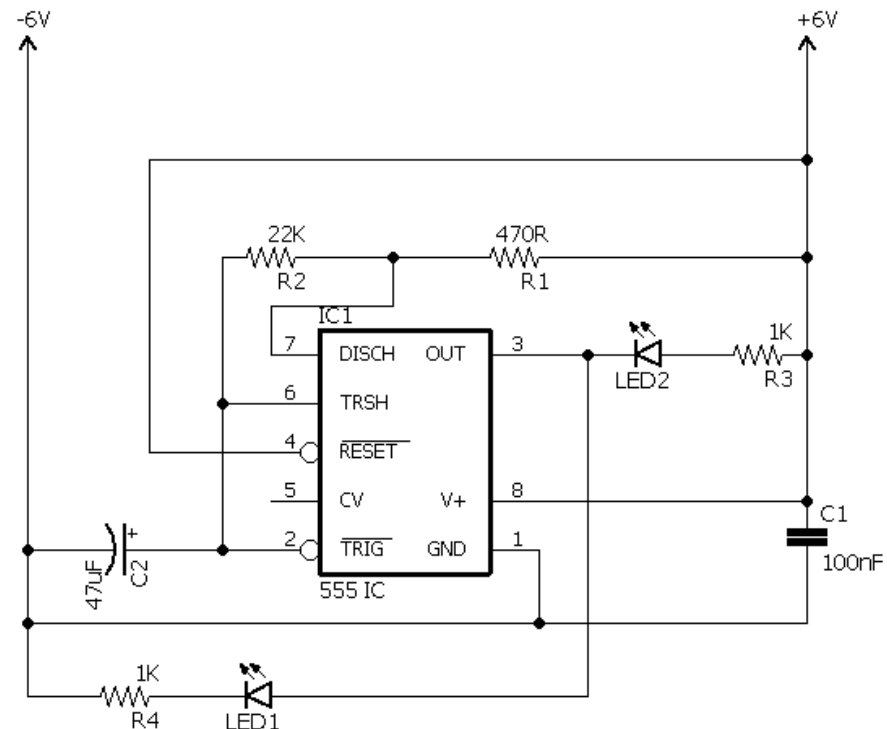 -6V
+6V
22K
470R
R2
R1
IC1
7
DISCH
OUT
3
1K
LED2
R3
6
TRSH
4
RESET
5
CV
V+
8
C1
+
2
TRIG
GND
1
100nF
47uF
C2
555 IC
1K
R4
LED1